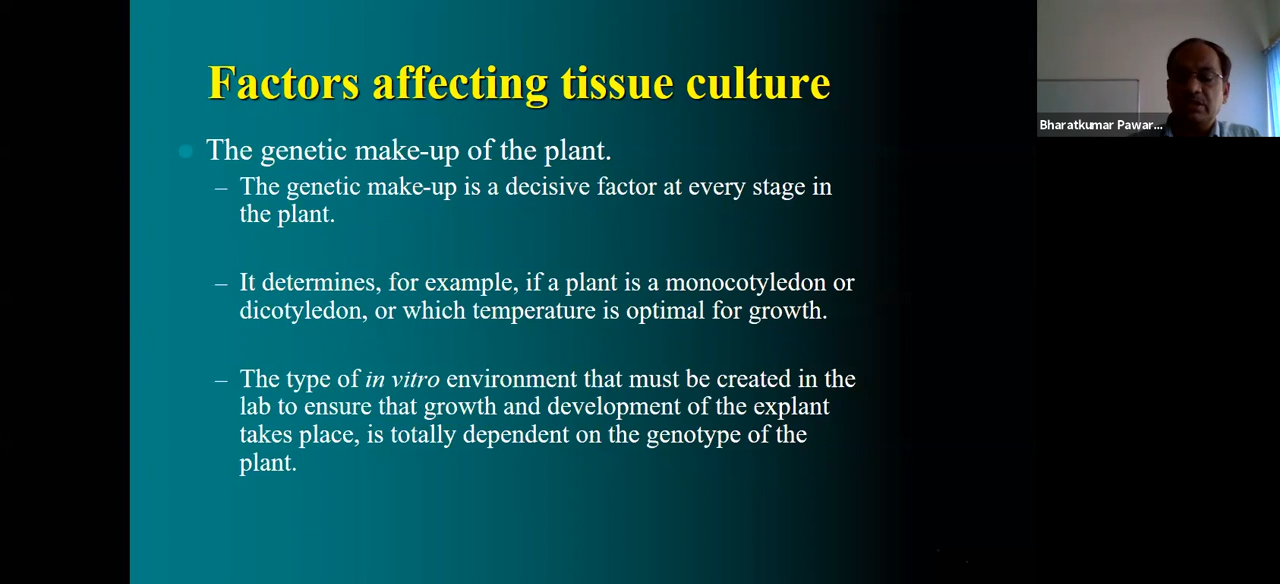 Factors affecting tissue culture
The genetic make-up of the plant.
– The genetic make-up is a decisive factor at every stage in
the plant.
– It determines, for example, if a plant is a monocotyledon or
dicotyledon, or which temperature is optimal for growth.
– The type of in vitro environment that must be created in the
lab to ensure that growth and development of the explant
takes place, is totally dependent on the genotype of the
plant.
Bharatkumar Pawar...